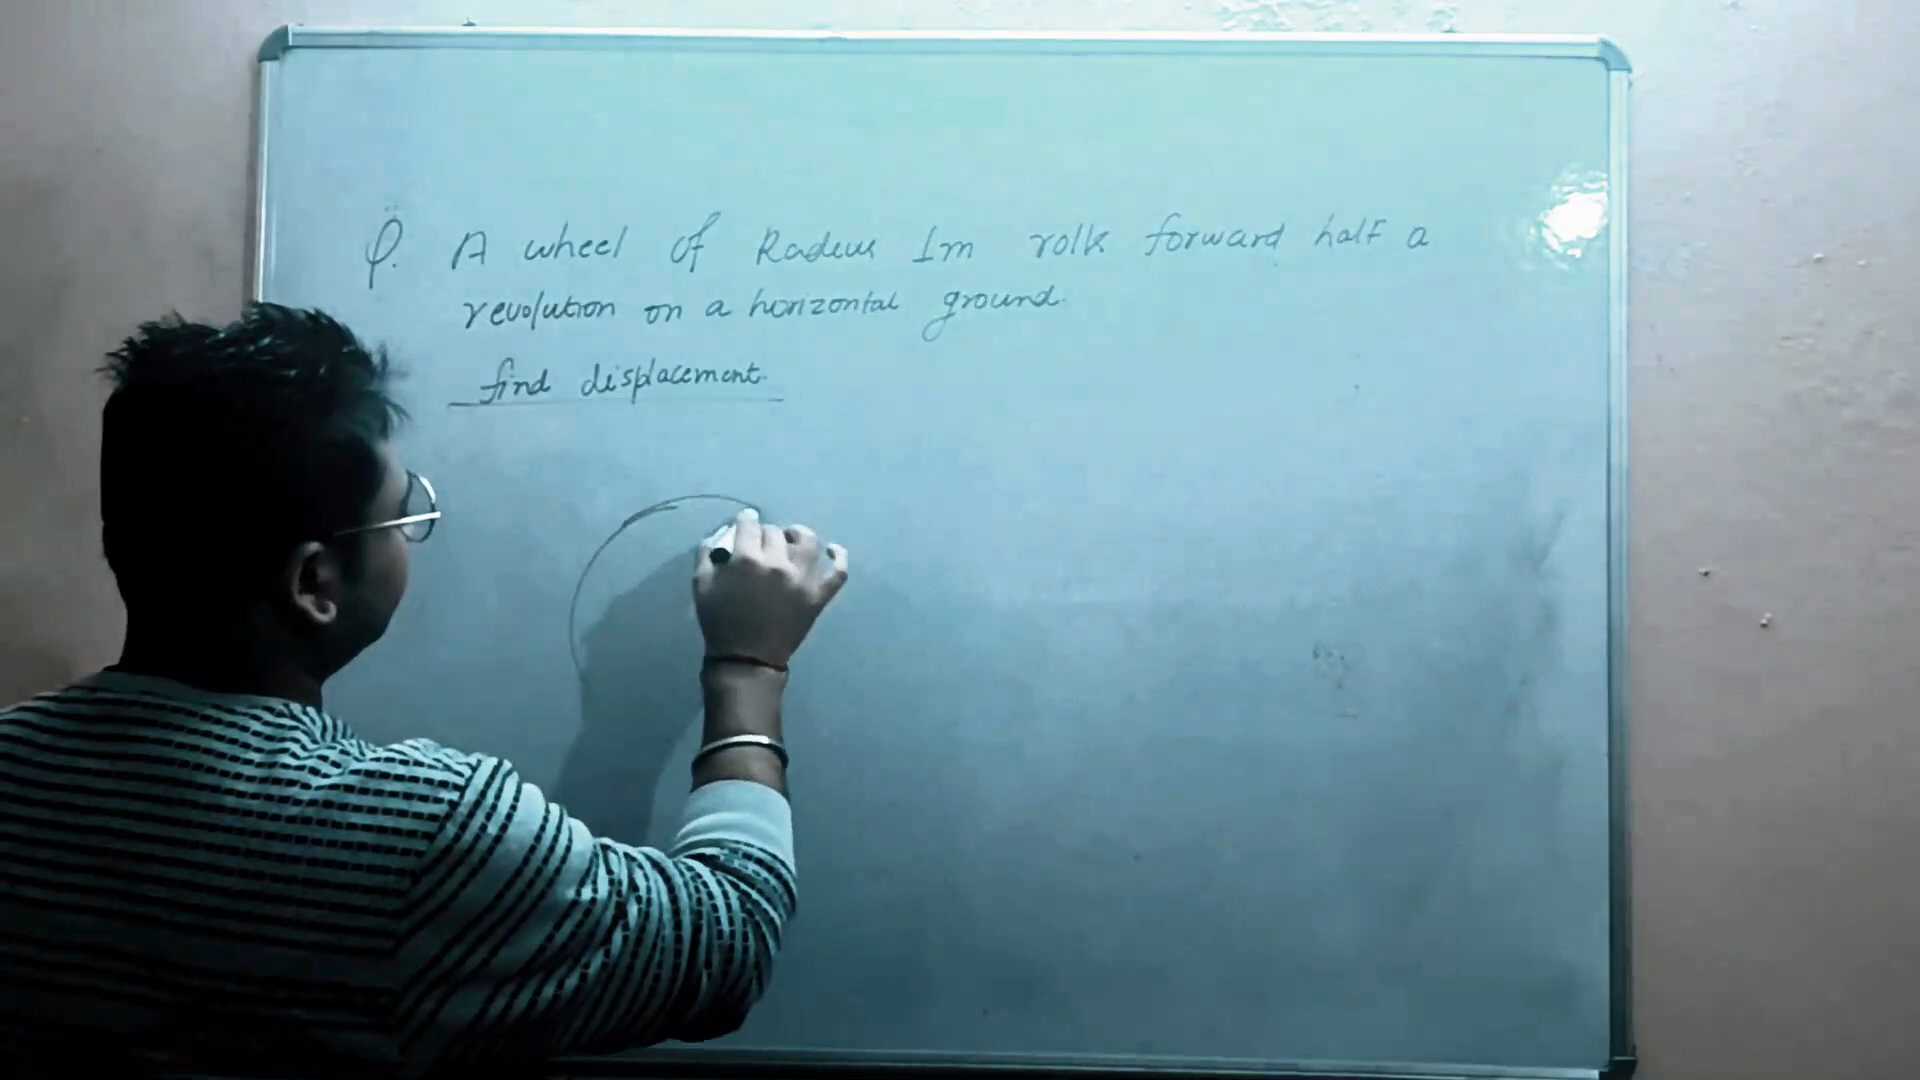 Q. A wheel of Radius 1m rolls forward half a
revolution on a horizontal ground.
find displacement.